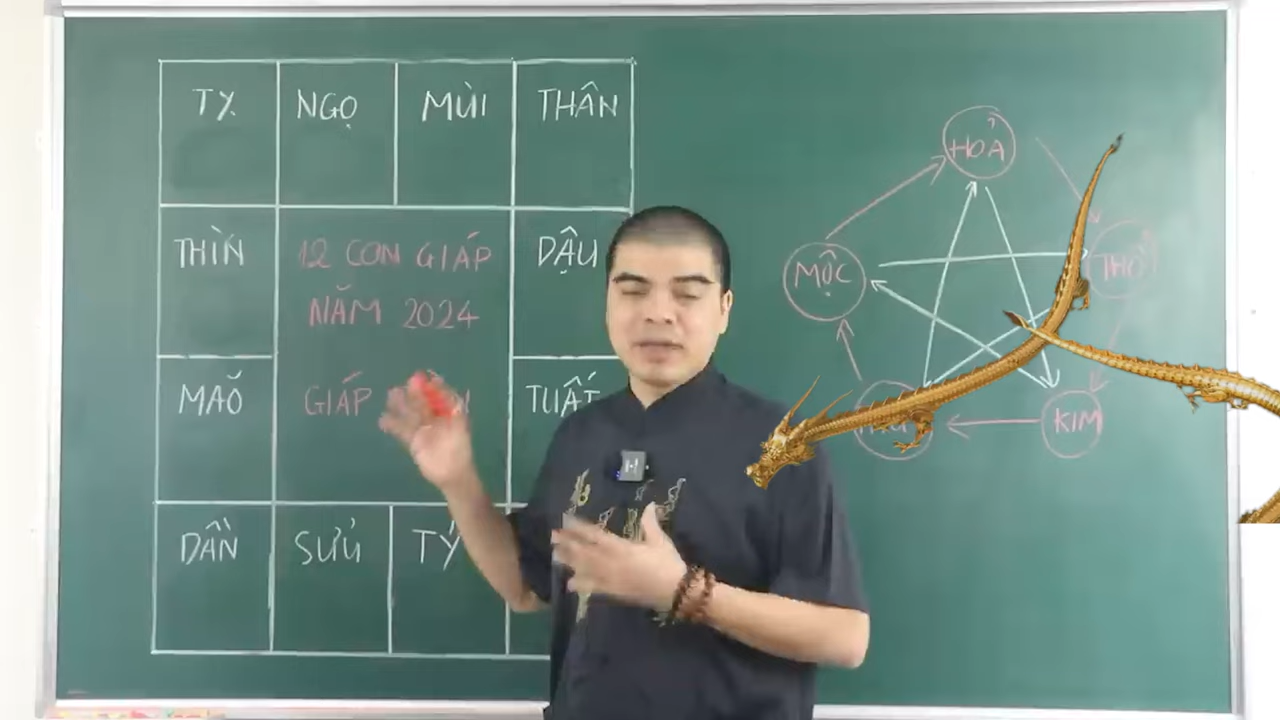 TỴ NGỌ MÙI THÂN
THÌN 12 CON GIÁP DẬU
NĂM 2024
MÃO GIÁP TUẤT
DẦN SỬU TÝ
HỎA
MỘC
KIM